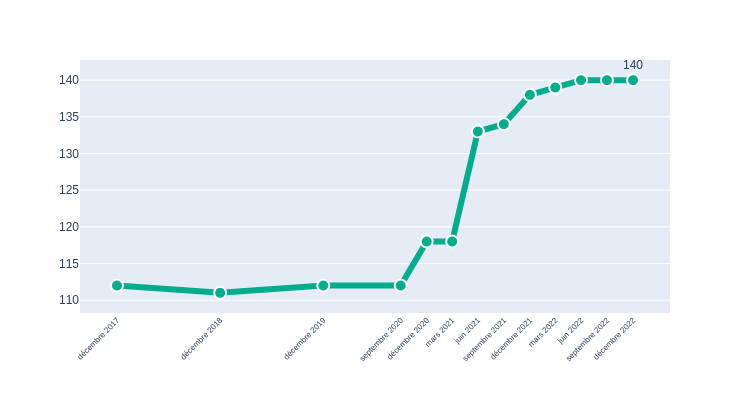 140
140
135
130
125
120
115
110
décembre 2017
décembre 2018
décembre 2019
septembre 2020
décembre 2020
mars 2021
juin 2021
septembre 2021
décembre 2021
mars 2022
juin 2022
septembre 2022
décembre 2022